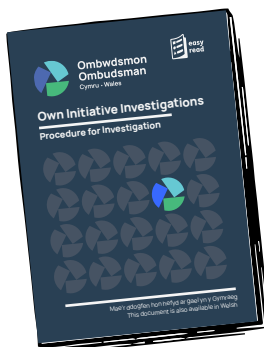 Ombwdsmon
Ombudsman
Cymru - Wales
easy
read
Own Initiative Investigations
Procedure for Investigation
Mae'r ddogfen hon hefyd ar gael yn y Gymraeg
This document is also available in Welsh